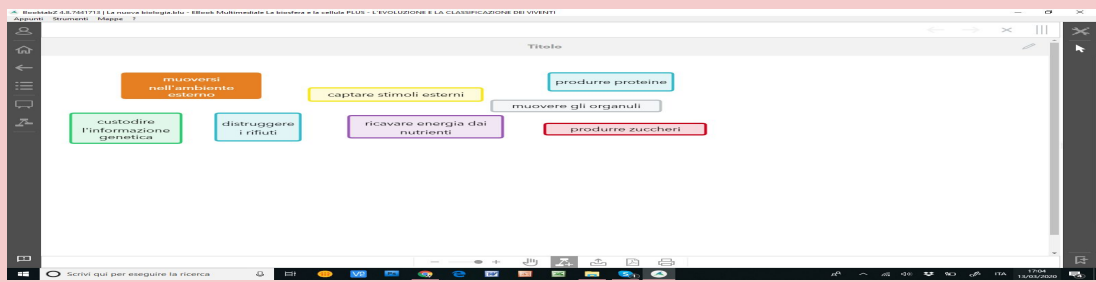 BooktabZ 4.8.7441713 | La nuova biologia.blu - EBook Multimediale La biosfera e la cellula PLUS - L'EVOLUZIONE E LA CLASSIFICAZIONE DEI VIVENTI
Appunti Strumenti Mappe ?
Titolo
muoversi
nell'ambiente
esterno
captare stimoli esterni
produrre proteine
muovere gli organuli
custodire
l'informazione
genetica
distruggere
i rifiuti
ricavare energia dai
nutrienti
produrre zuccheri
Scrivi qui per eseguire la ricerca
ITA
17:04
13/03/2020